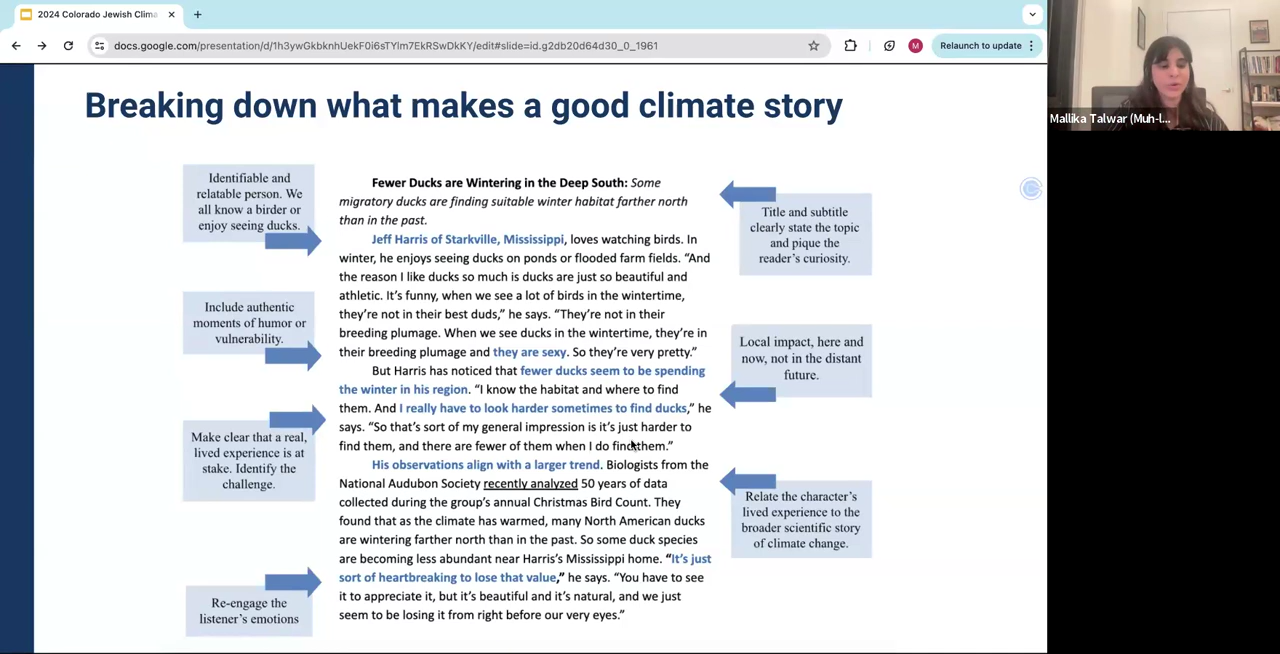 2024 Colorado Jewish Clima
docs.google.com/presentation/d/1h3ywGkbknhUekF0i6sTYlm7EkRSwDkKY/edit#slide=id.g2db20d64d30_0_1961
M
Relaunch to update
Mallika Talwar (Muh-l...
Breaking down what makes a good climate story
Identifiable and
relatable person. We
all know a birder or
enjoy seeing ducks.
Include authentic
moments of humor or
vulnerability.
Make clear that a real,
lived experience is at
stake. Identify the
challenge.
Re-engage the
listener's emotions
Fewer Ducks are Wintering in the Deep South: Some
migratory ducks are finding suitable winter habitat farther north
than in the past.
Jeff Harris of Starkville, Mississippi, loves watching birds. In
winter, he enjoys seeing ducks on ponds or flooded farm fields. “And
the reason I like ducks so much is ducks are just so beautiful and
athletic. It’s funny, when we see a lot of birds in the wintertime,
they’re not in their best duds,” he says. “They’re not in their
breeding plumage. When we see ducks in the wintertime, they’re in
their breeding plumage and they are sexy. So they’re very pretty.”
But Harris has noticed that fewer ducks seem to be spending
the winter in his region. “I know the habitat and where to find
them. And I really have to look harder sometimes to find ducks,” he
says. “So that’s sort of my general impression is it’s just harder to
find them, and there are fewer of them when I do find them.”
His observations align with a larger trend. Biologists from the
National Audubon Society recently analyzed 50 years of data
collected during the group’s annual Christmas Bird Count. They
found that as the climate has warmed, many North American ducks
are wintering farther north than in the past. So some duck species
are becoming less abundant near Harris’s Mississippi home. “It’s just
sort of heartbreaking to lose that value,” he says. “You have to see
it to appreciate it, but it’s beautiful and it’s natural, and we just
seem to be losing it from right before our very eyes.”
Title and subtitle
clearly state the topic
and pique the
reader’s curiosity.
Local impact, here and
now, not in the distant
future.
Relate the character’s
lived experience to the
broader scientific story
of climate change.